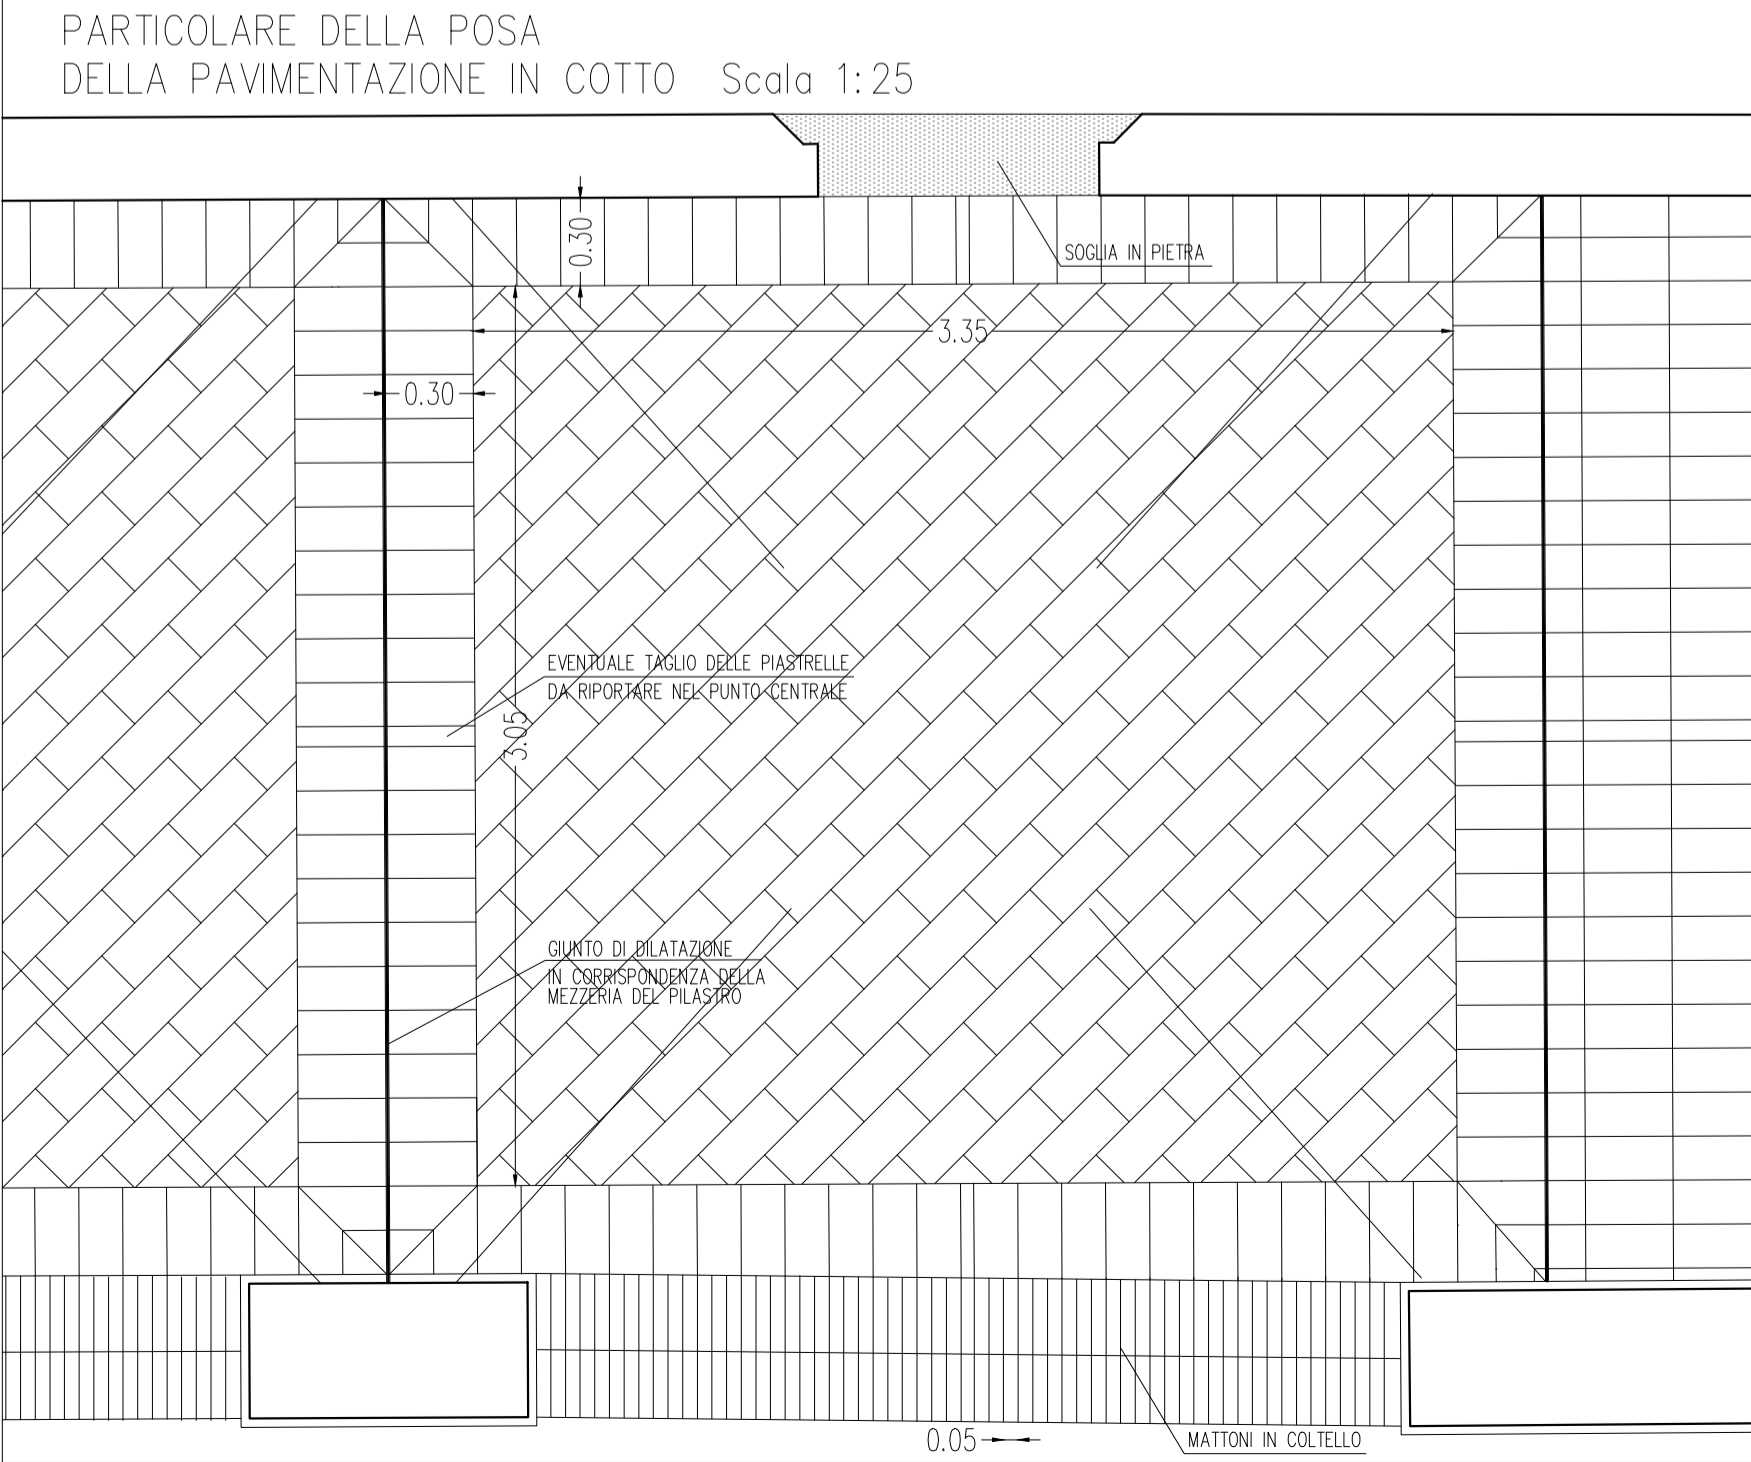 PARTICOLARE DELLA POSA
DELLA PAVIMENTAZIONE IN COTTO Scala 1:25
0.30
SOGLIA IN PIETRA
3.35
0.30
EVENTUALE TAGLIO DELLE PIASTRELLE
DA RIPORTARE NEL PUNTO CENTRALE
3.05
GIUNTO DI DILATAZIONE
IN CORRISPONDENZA DELLA
MEZZERIA DEL PILASTRO
0.05
MATTONI IN COLTELLO